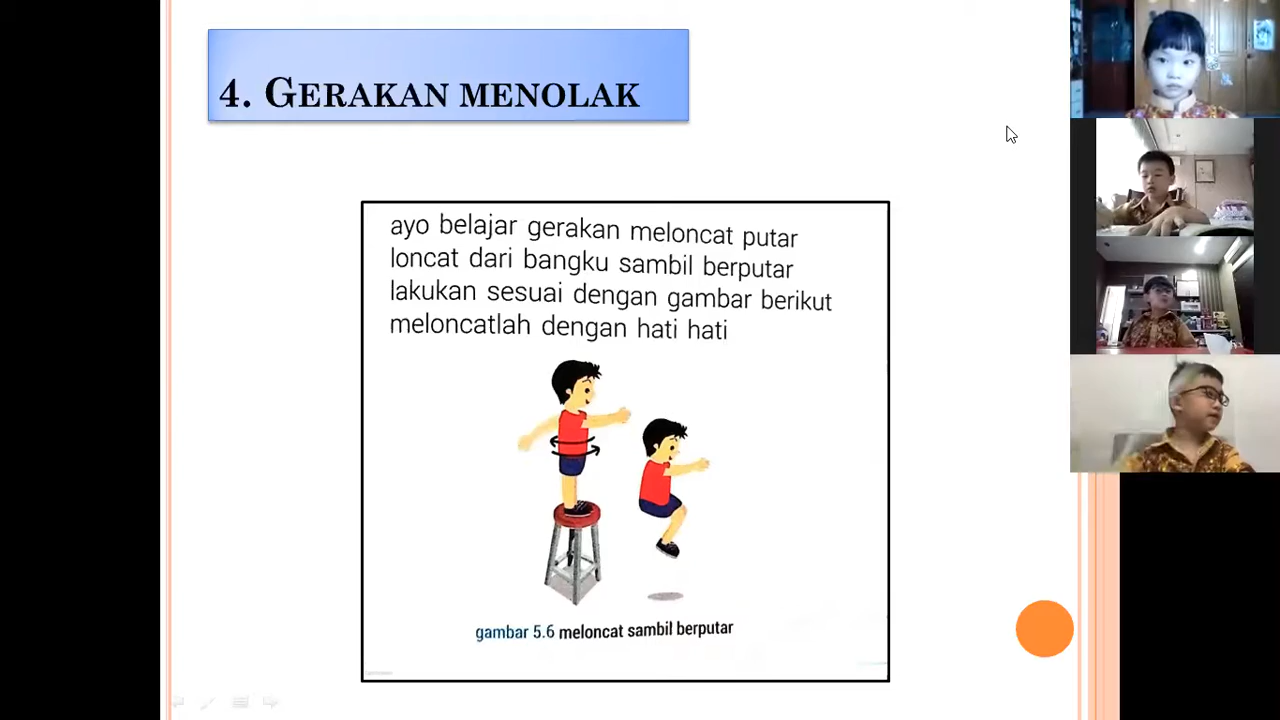 4. GERAKAN MENOLAK
ayo belajar gerakan meloncat putar
loncat dari bangku sambil berputar
lakukan sesuai dengan gambar berikut
meloncatlah dengan hati hati
gambar 5.6 meloncat sambil berputar